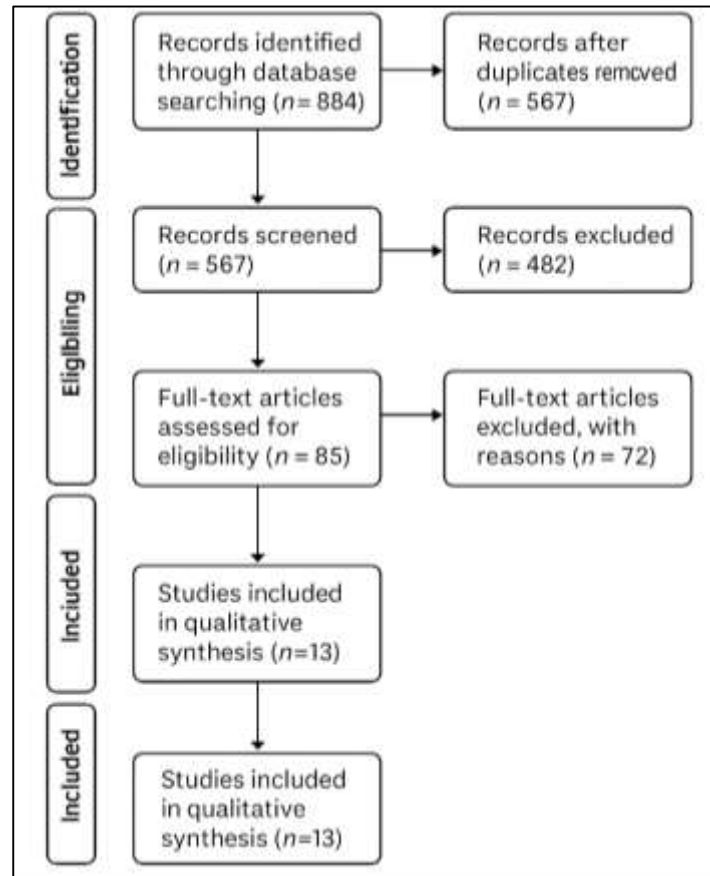 Identification
Records identified
through database
searching (n = 884)
Records after
duplicates removed
(n = 567)
Eligiblling
Records screened
(n = 567)
Records excluded
(n = 482)
Full-text articles
assessed for
eligibility (n = 85)
Full-text articles
excluded, with
reasons (n = 72)
Inciuded
Studies included
in qualitative
synthesis (n=13)
Included
Studies included
in qualitative
synthesis (n=13)